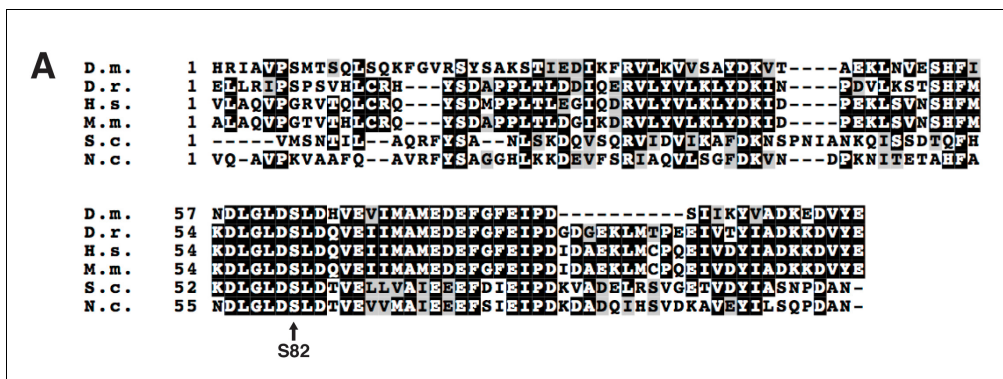 A
D.m. 1 HRIAVPSMTSQLSQKFGVRSYSAKSTIEDIKFRVLKVVSAYDKVT----AEKLNVESHFI
D.r. 1 ELLRIPSPSVHLCRH---YSDAPPLTLDDIQERVLYVLKLYDKIN----PDVLKSTSHFM
H.s. 1 VLAQVPGRVTQLCRQ---YSDMPPLTLEGIQDRVLYVLKLYDKID----PEKLSVNSHFM
M.m. 1 ALAQVPGTVTHLCRQ---YSDAPPLTLDGIKDRVLYVLKLYDKID----PEKLSVNSHFM
S.c. 1 -----VMSNTIL--AQRFYSA--NLSKDQVSQRVIDVIKAFDKNSPNIANKQISSDTQFH
N.c. 1 VQ-AVPKVAAFQ--AVRFYSAGGHLKKDEVFSRIAQVLSGFDKVN---DPKNITETAHFA
D.m. 57 NDLGLDSLDHVEVIMAMEDEFGFEIPD----------SIIKYVADKEDVYE
D.r. 54 KDLGLDSLDQVEIIMAMEDEFGFEIPDGDGEKLMTPEEIVTYIADKKDVYE
H.s. 54 KDLGLDSLDQVEIIMAMEDEFGFEIPDIDAEKLMCPQEIVDYIADKKDVYE
M.m. 54 KDLGLDSLDQVEIIMAMEDEFGFEIPDIDAEKLMCPQEIVDYIADKKDVYE
S.c. 52 KDLGLDSLDTVELLVAIEEEFDIEIPDKVADELRSVGETVDYIASNPDAN-
N.c. 55 NDLGLDSLDTVEVVMAIEEEFSIEIPDKDADQIHSVDKAVEYILSQPDAN-
S82